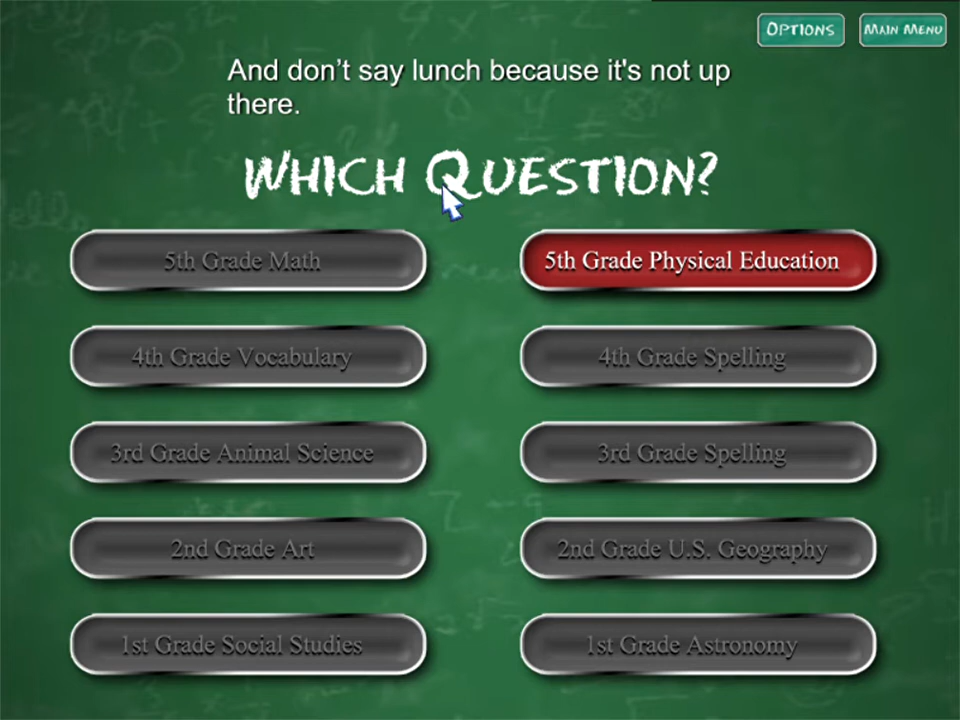 Options Main Menu
And don't say lunch because it's not up
there.
Which Question?
5th Grade Math 5th Grade Physical Education
4th Grade Vocabulary 4th Grade Spelling
3rd Grade Animal Science 3rd Grade Spelling
2nd Grade Art 2nd Grade U.S. Geography
1st Grade Social Studies 1st Grade Astronomy